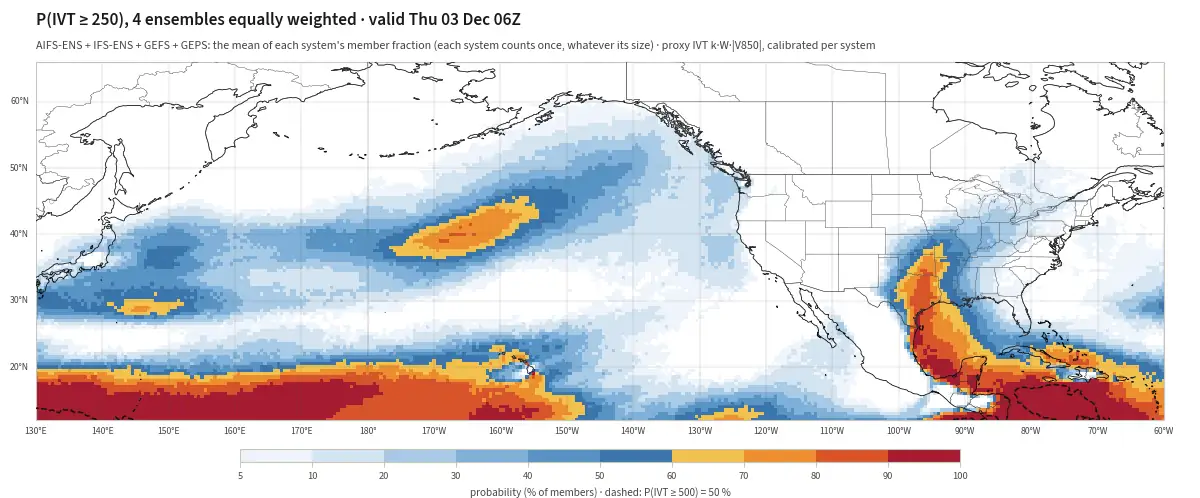 P(IVT ≥ 250), 4 ensembles equally weighted · valid Thu 03 Dec 06Z
AIFS-ENS + IFS-ENS + GEFS + GEPS: the mean of each system's member fraction (each system counts once, whatever its size) · proxy IVT k·W·|V850|, calibrated per system
60°N
50°N
40°N
30°N
20°N
130°E 140°E 150°E 160°E 170°E 180° 170°W 160°W 150°W 140°W 130°W 120°W 110°W 100°W 90°W 80°W 70°W 60°W
5 10 20 30 40 50 60 70 80 90 100
probability (% of members) · dashed: P(IVT ≥ 500) = 50 %